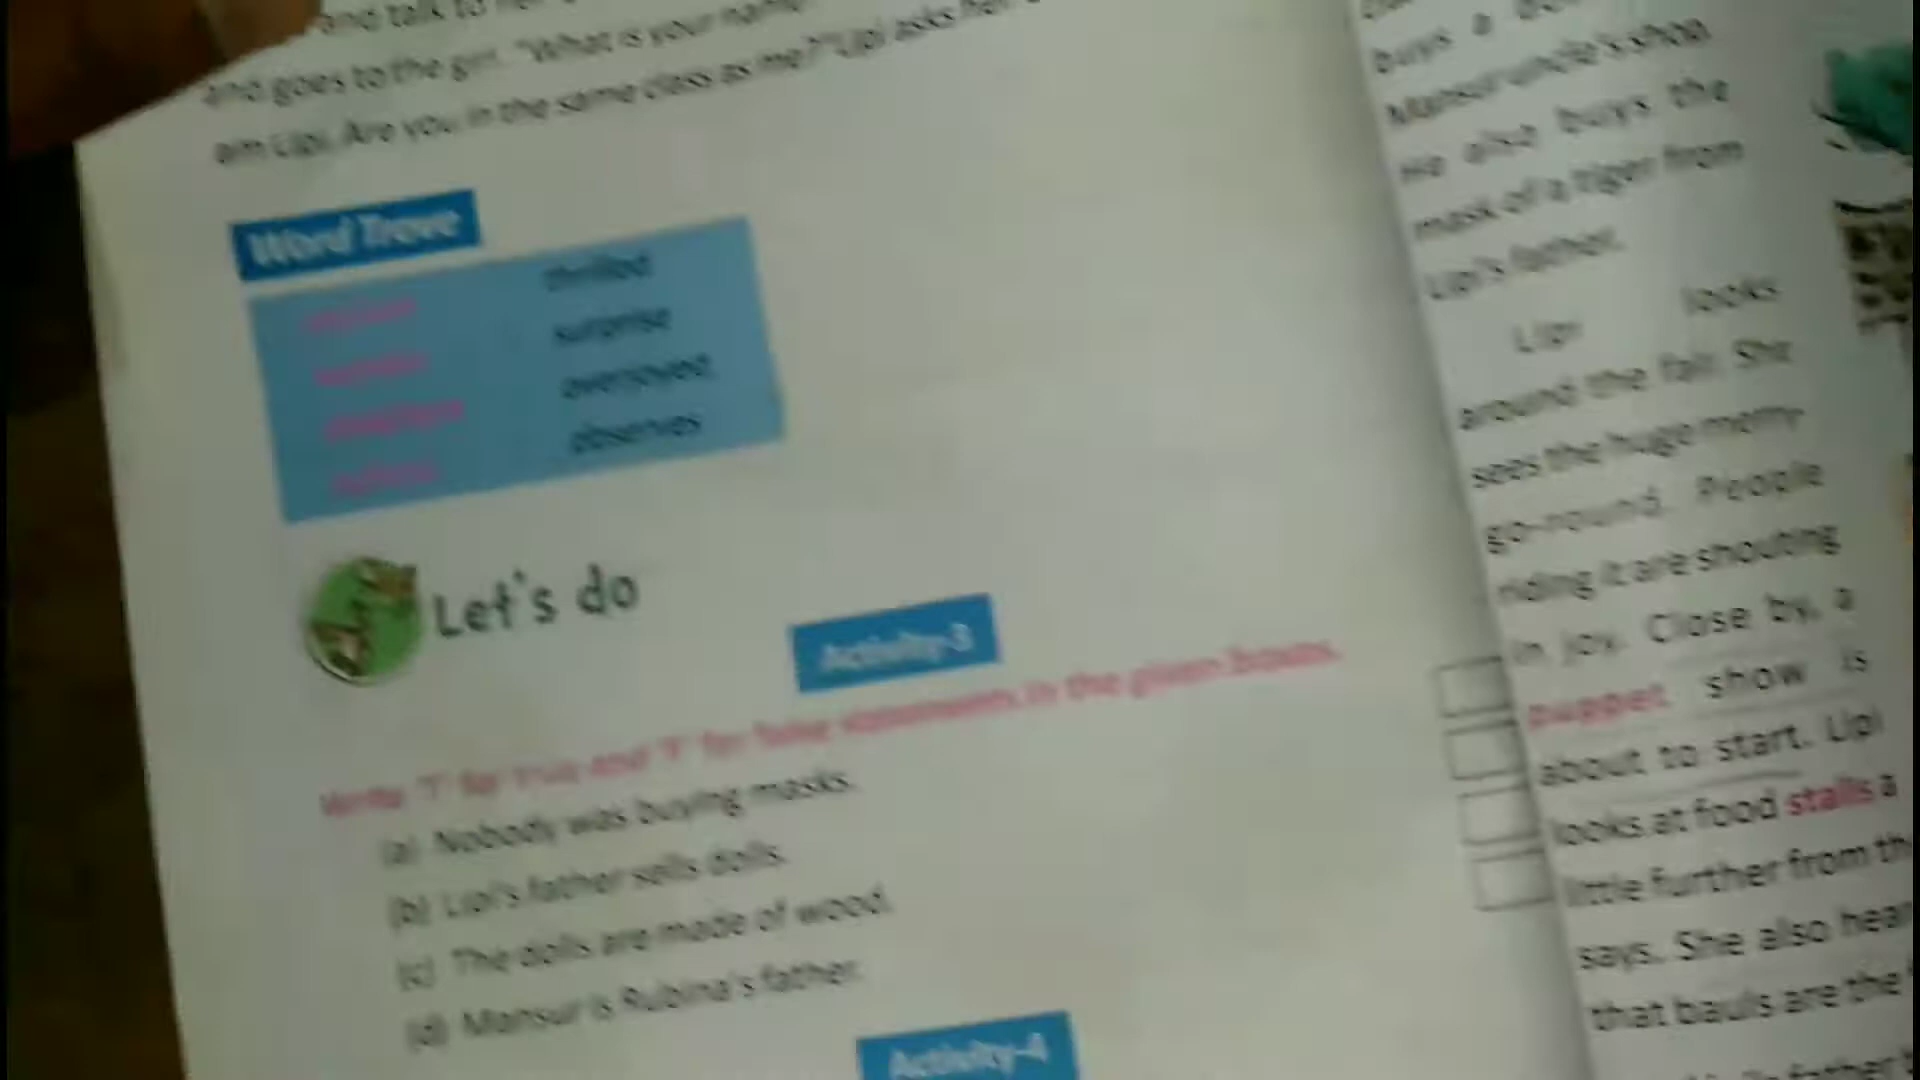 and talk to her
and goes to the girl. "What is your name
am Lipi. Are you in the same class as me?" Lipi asks her
Word Trove
thrilled
surprise
overjoyed
observes
Let's do
Activity-3
Write 'T' for true and 'F' for false statements in the given boxes.
(a) Nobody was buying masks.
(b) Lipi's father sells dolls.
(c) The dolls are made of wood.
(d) Mansur is Rubina's father.
Activity-4
buys a
Mansur uncle's shop.
He also buys the
mask of a tiger from
Lipi's father.
Lipi looks
around the fair. She
sees the huge merry-
go-round. People
riding it are shouting
in joy. Close by, a
puppet show is
about to start. Lipi
looks at food stalls a
little further from th
says. She also hear
that bauls are the
father